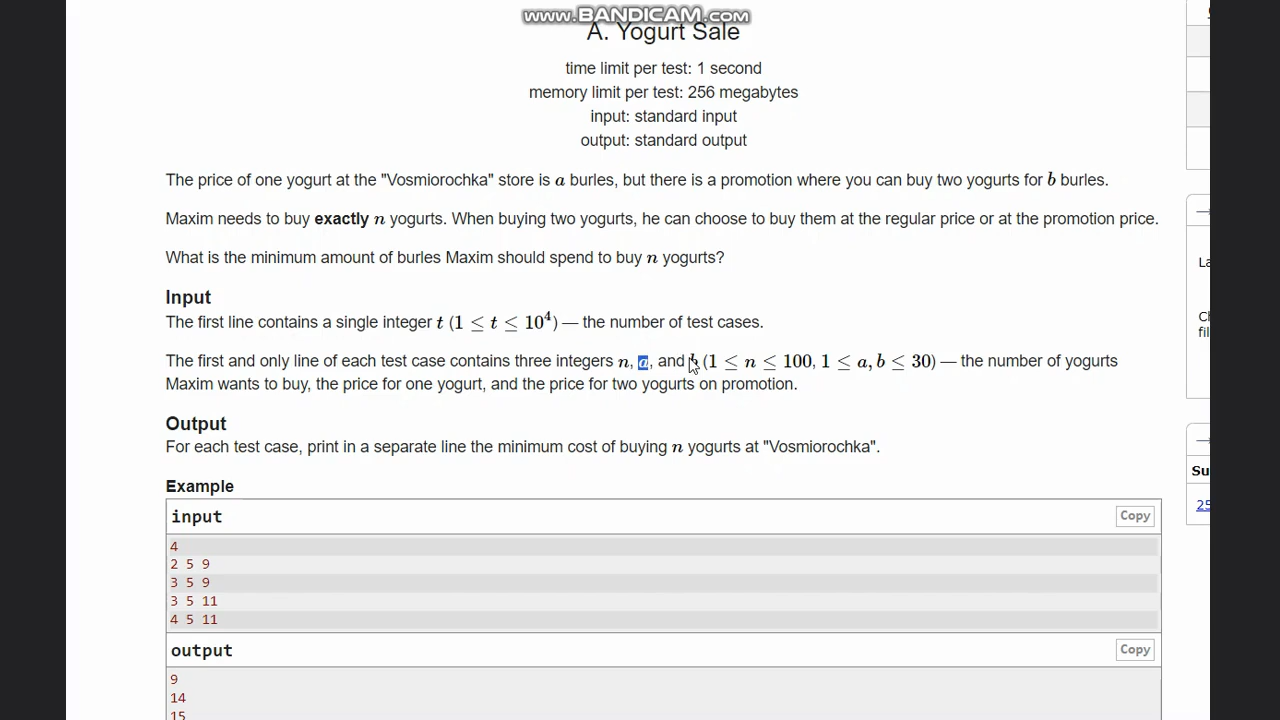 www.BANDICAM.com
A. Yogurt Sale
time limit per test: 1 second
memory limit per test: 256 megabytes
input: standard input
output: standard output
The price of one yogurt at the "Vosmiorochka" store is a burles, but there is a promotion where you can buy two yogurts for b burles.
Maxim needs to buy exactly n yogurts. When buying two yogurts, he can choose to buy them at the regular price or at the promotion price.
What is the minimum amount of burles Maxim should spend to buy n yogurts?
Input
The first line contains a single integer t (1 ≤ t ≤ 10⁴) — the number of test cases.
The first and only line of each test case contains three integers n, a, and b (1 ≤ n ≤ 100, 1 ≤ a, b ≤ 30) — the number of yogurts
Maxim wants to buy, the price for one yogurt, and the price for two yogurts on promotion.
Output
For each test case, print in a separate line the minimum cost of buying n yogurts at "Vosmiorochka".
Example
input
Copy
4
2 5 9
3 5 9
3 5 11
4 5 11
output
Copy
9
14
15
→
La
→
Su
25